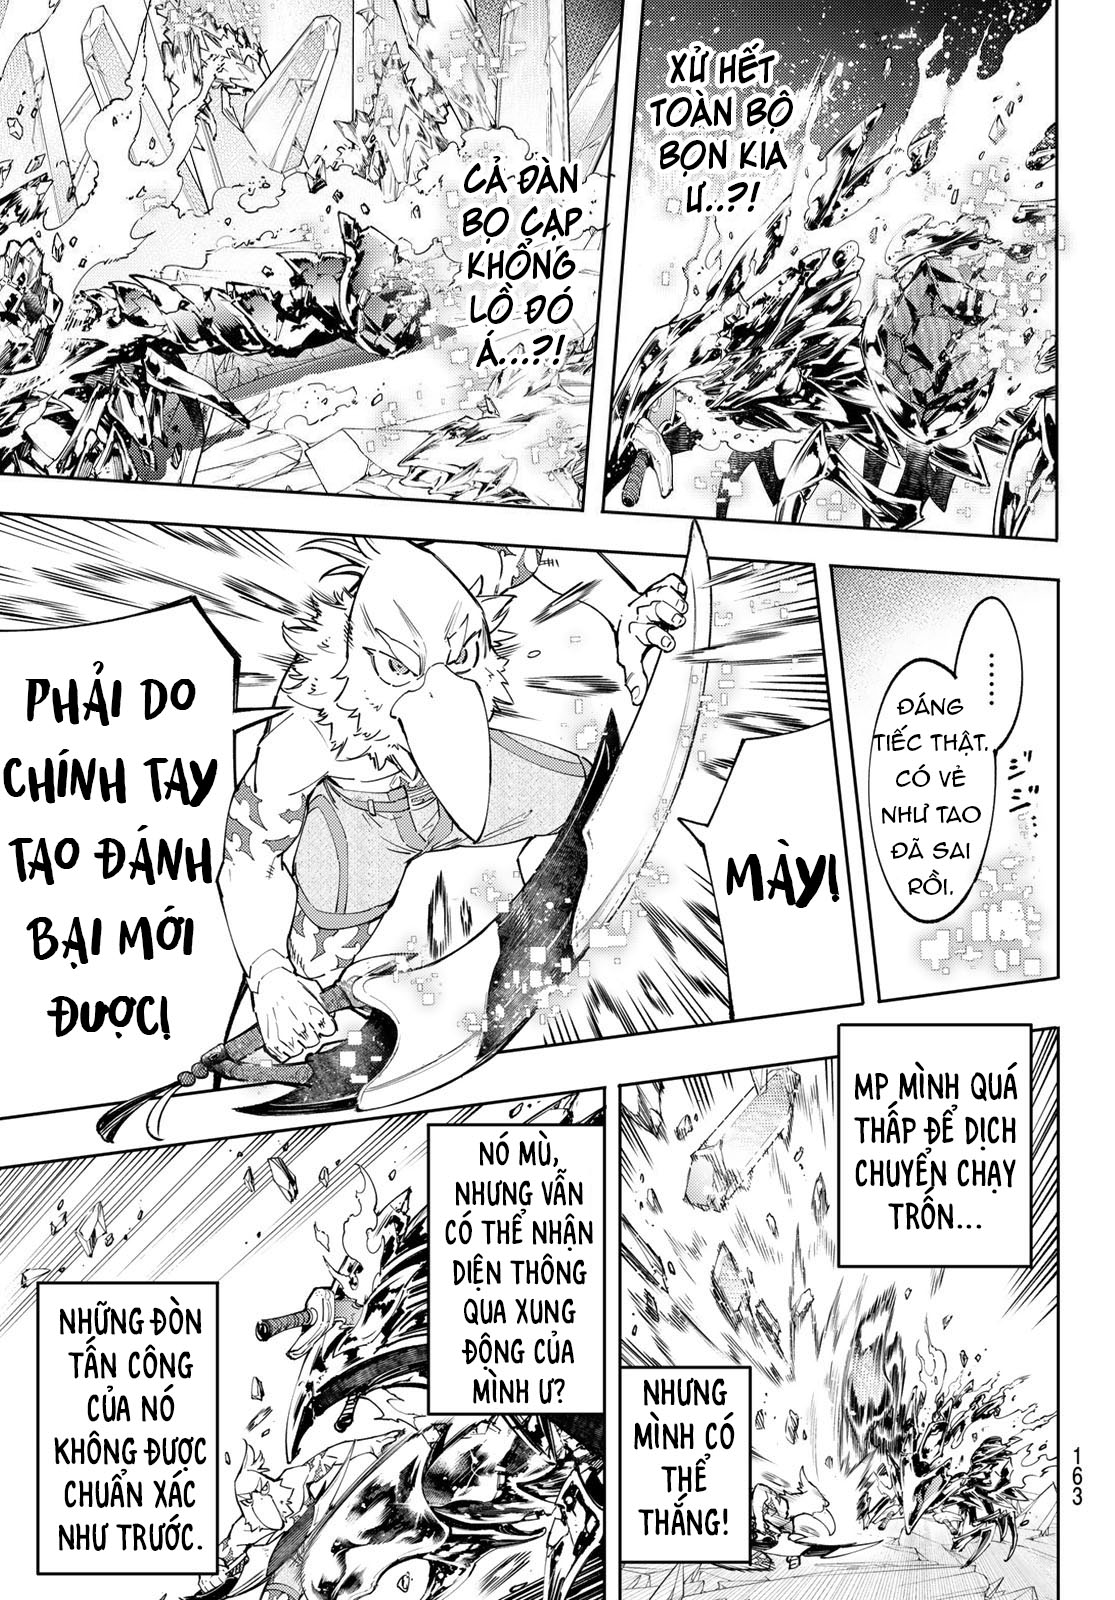 XỬ HẾT
TOÀN BỘ
BỌN KIA
Ư..?!
CẢ ĐÀN
BỌ CẠP
KHỔNG
LỒ ĐÓ
Á...?!
......
ĐÁNG
TIẾC THẬT.
CÓ VẺ
NHƯ TAO
ĐÃ SAI
RỒI.
ジジ...
MÀY!
PHẢI DO
CHÍNH TAY
TAO ĐÁNH
BẠI MỚI
ĐƯỢC!
MP MÌNH QUÁ
THẤP ĐỂ DỊCH
CHUYỂN CHẠY
TRỐN...
NHƯNG
MÌNH CÓ
THỂ
THẮNG!
NÓ MÙ,
NHƯNG VẪN
CÓ THỂ NHẬN
DIỆN THÔNG
QUA XUNG
ĐỘNG CỦA
MÌNH Ư?
NHỮNG ĐÒN
TẤN CÔNG
CỦA NÓ
KHÔNG ĐƯỢC
CHUẨN XÁC
NHƯ TRƯỚC.
163